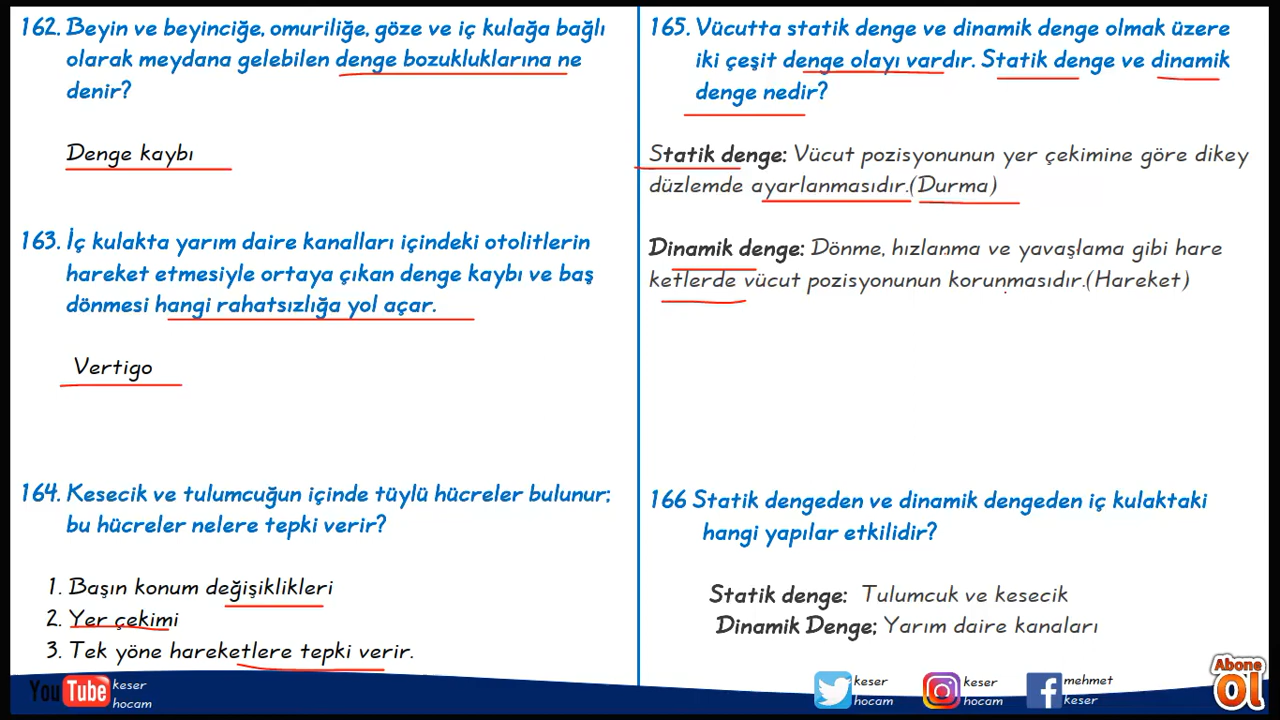 162. Beyin ve beyinciğe, omuriliğe, göze ve iç kulağa bağlı
olarak meydana gelebilen denge bozukluklarına ne
denir?
Denge kaybı
163. İç kulakta yarım daire kanalları içindeki otolitlerin
hareket etmesiyle ortaya çıkan denge kaybı ve baş
dönmesi hangi rahatsızlığa yol açar.
Vertigo
164. Kesecik ve tulumcuğun içinde tüylü hücreler bulunur;
bu hücreler nelere tepki verir?
1. Başın konum değişiklikleri
2. Yer çekimi
3. Tek yöne hareketlere tepki verir.
165. Vücutta statik denge ve dinamik denge olmak üzere
iki çeşit denge olayı vardır. Statik denge ve dinamik
denge nedir?
Statik denge: Vücut pozisyonunun yer çekimine göre dikey
düzlemde ayarlanmasıdır.(Durma)
Dinamik denge: Dönme, hızlanma ve yavaşlama gibi hare
ketlerde vücut pozisyonunun korunmasıdır.(Hareket)
166 Statik dengeden ve dinamik dengeden iç kulaktaki
hangi yapılar etkilidir?
Statik denge: Tulumcuk ve kesecik
Dinamik Denge; Yarım daire kanaları
YouTube keser hocam
keser hocam
keser hocam
mehmet keser
Abone ol